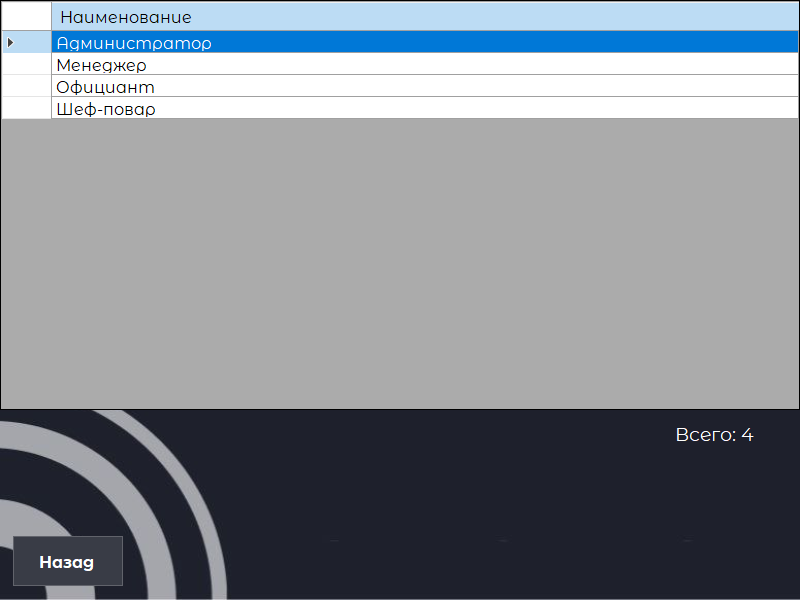 Наименование
Администратор
Менеджер
Официант
Шеф-повар
Всего: 4
Назад